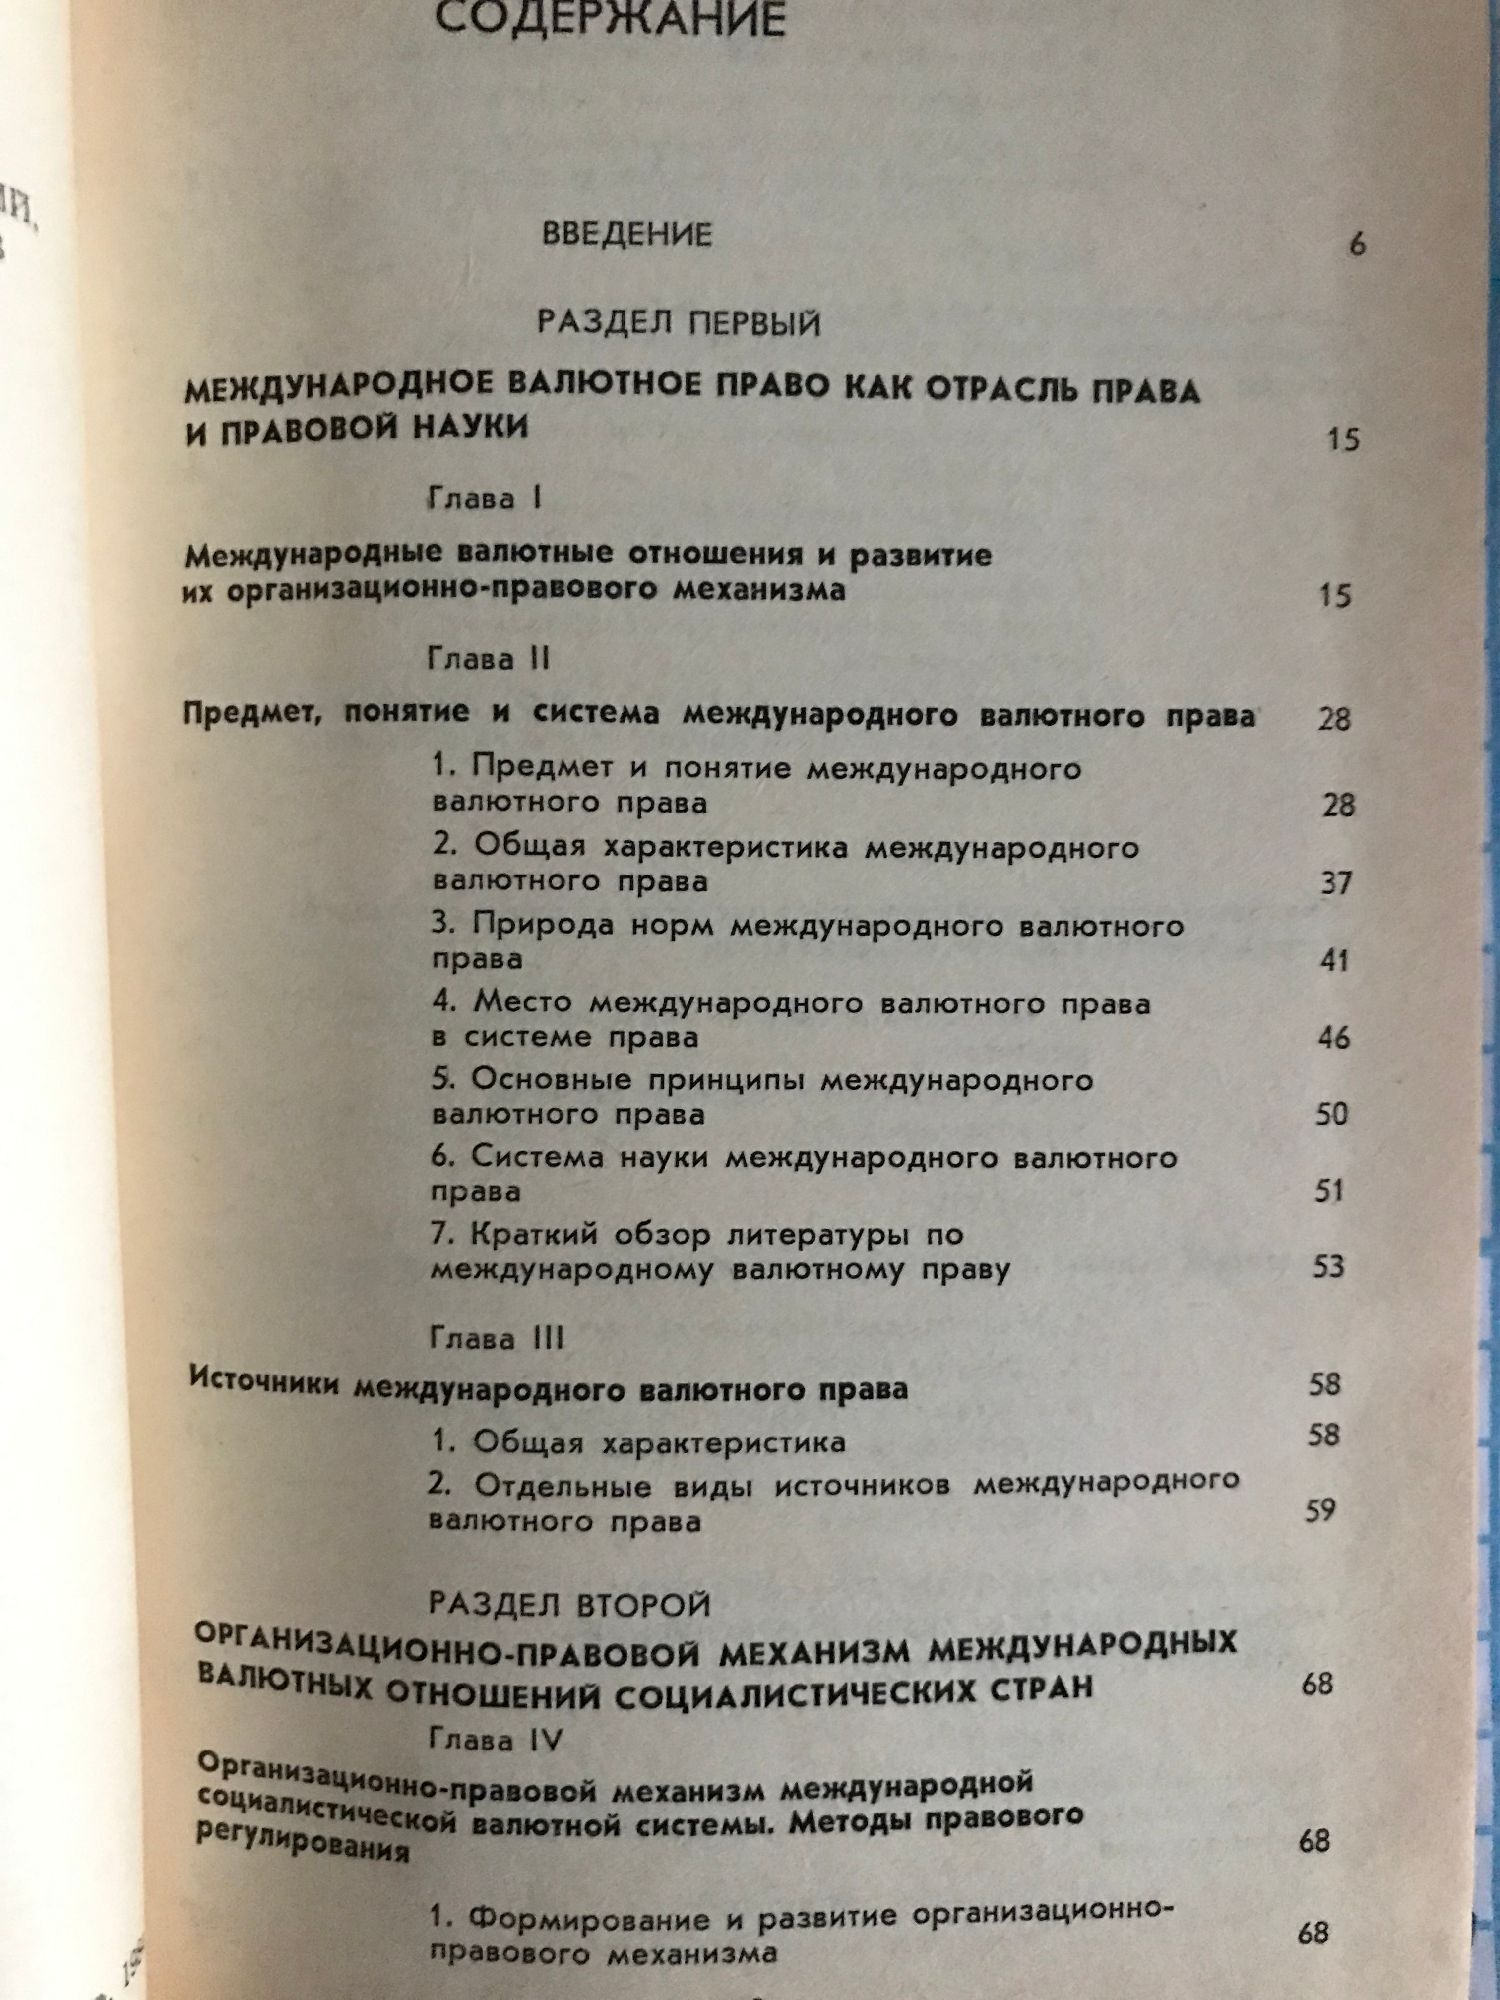 СОДЕРЖАНИЕ
ВВЕДЕНИЕ 6
РАЗДЕЛ ПЕРВЫЙ
МЕЖДУНАРОДНОЕ ВАЛЮТНОЕ ПРАВО КАК ОТРАСЛЬ ПРАВА
И ПРАВОВОЙ НАУКИ 15
Глава I
Международные валютные отношения и развитие
их организационно-правового механизма 15
Глава II
Предмет, понятие и система международного валютного права 28
1. Предмет и понятие международного
валютного права 28
2. Общая характеристика международного
валютного права 37
3. Природа норм международного валютного
права 41
4. Место международного валютного права
в системе права 46
5. Основные принципы международного
валютного права 50
6. Система науки международного валютного
права 51
7. Краткий обзор литературы по
международному валютному праву 53
Глава III
Источники международного валютного права 58
1. Общая характеристика 58
2. Отдельные виды источников международного
валютного права 59
РАЗДЕЛ ВТОРОЙ
ОРГАНИЗАЦИОННО-ПРАВОВОЙ МЕХАНИЗМ МЕЖДУНАРОДНЫХ
ВАЛЮТНЫХ ОТНОШЕНИЙ СОЦИАЛИСТИЧЕСКИХ СТРАН 68
Глава IV
Организационно-правовой механизм международной
социалистической валютной системы. Методы правового
регулирования 68
1. Формирование и развитие организационно-
правового механизма 68